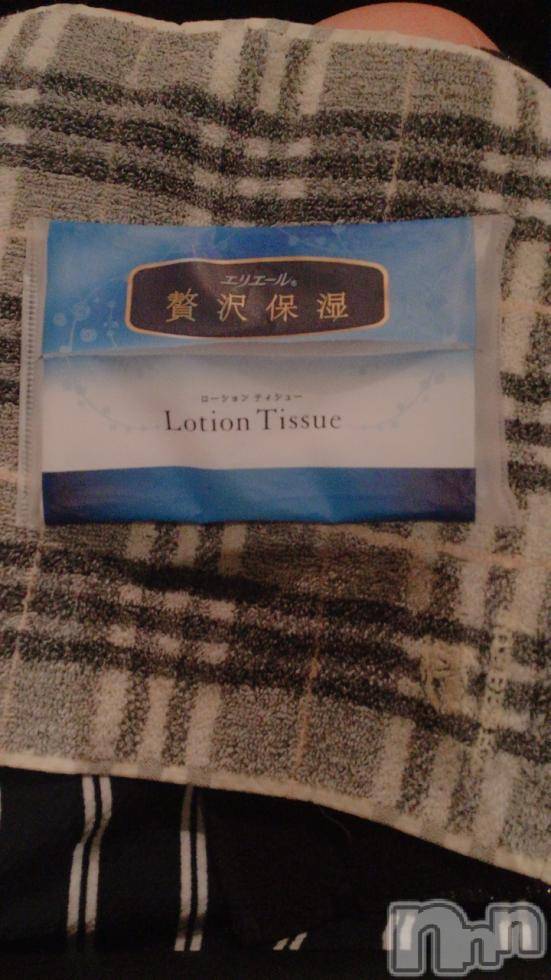 エリエール®
贅沢保湿
ローション ティシュー
Lotion Tissue
nnn